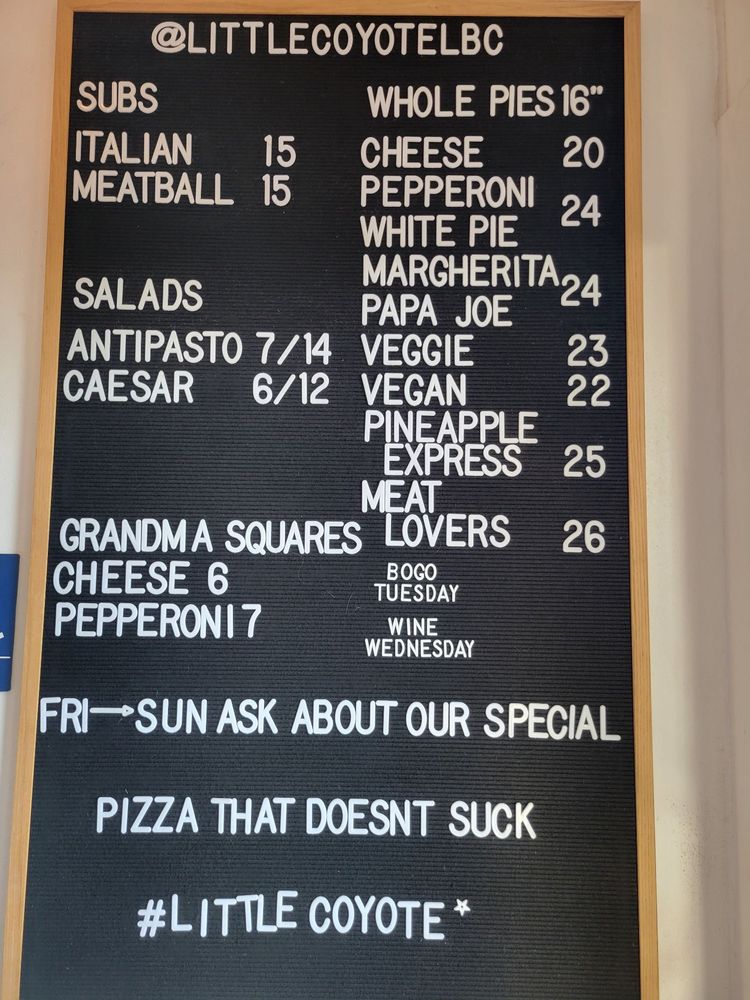 @LITTLECOYOTELBC
SUBS
ITALIAN 15
MEATBALL 15
SALADS
ANTIPASTO 7/14
CAESAR 6/12
GRANDMA SQUARES
CHEESE 6
PEPPERONI 7
WHOLE PIES 16"
CHEESE 20
PEPPERONI
WHITE PIE 24
MARGHERITA
PAPA JOE 24
VEGGIE 23
VEGAN 22
PINEAPPLE
EXPRESS 25
MEAT
LOVERS 26
BOGO
TUESDAY
WINE
WEDNESDAY
FRI→SUN ASK ABOUT OUR SPECIAL
PIZZA THAT DOESNT SUCK
#LITTLE COYOTE*